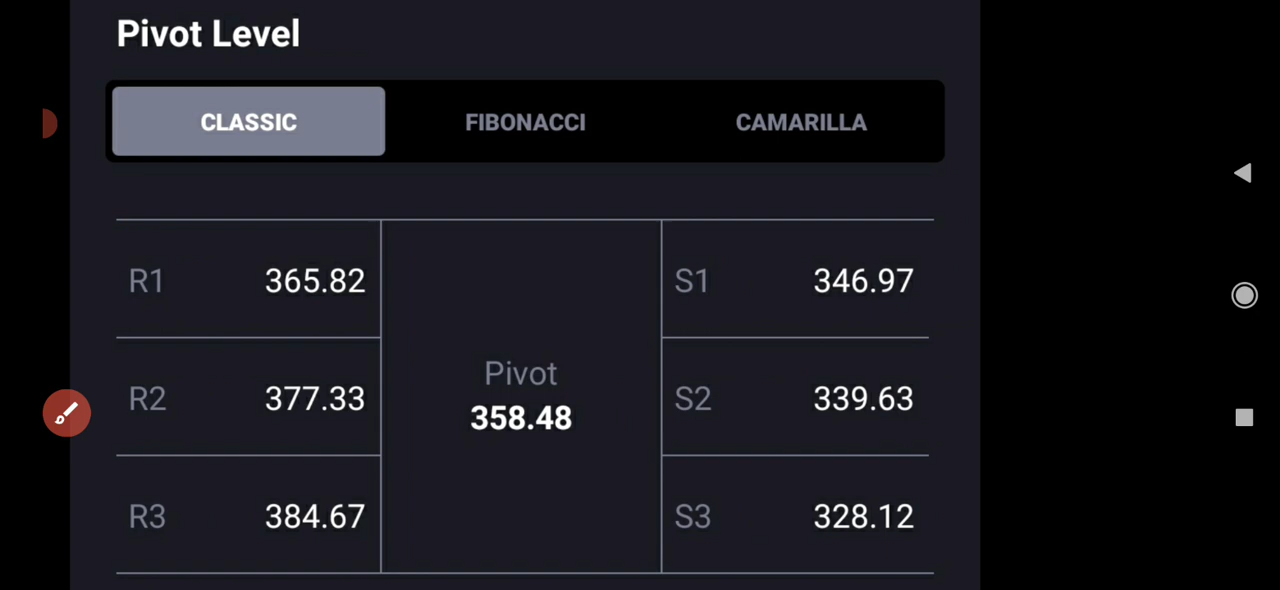 Pivot Level
CLASSIC FIBONACCI CAMARILLA
R1 365.82 S1 346.97
Pivot
R2 377.33 358.48 S2 339.63
R3 384.67 S3 328.12